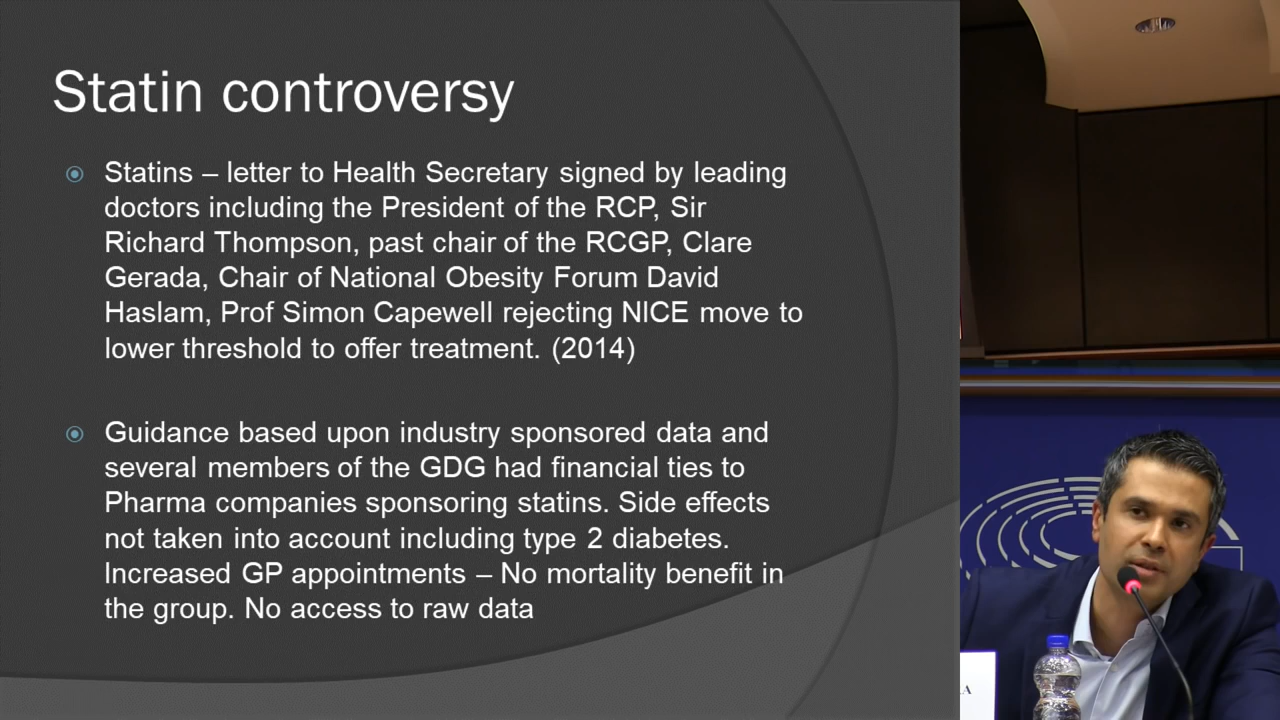 Statin controversy
Statins – letter to Health Secretary signed by leading
doctors including the President of the RCP, Sir
Richard Thompson, past chair of the RCGP, Clare
Gerada, Chair of National Obesity Forum David
Haslam, Prof Simon Capewell rejecting NICE move to
lower threshold to offer treatment. (2014)
Guidance based upon industry sponsored data and
several members of the GDG had financial ties to
Pharma companies sponsoring statins. Side effects
not taken into account including type 2 diabetes.
Increased GP appointments – No mortality benefit in
the group. No access to raw data